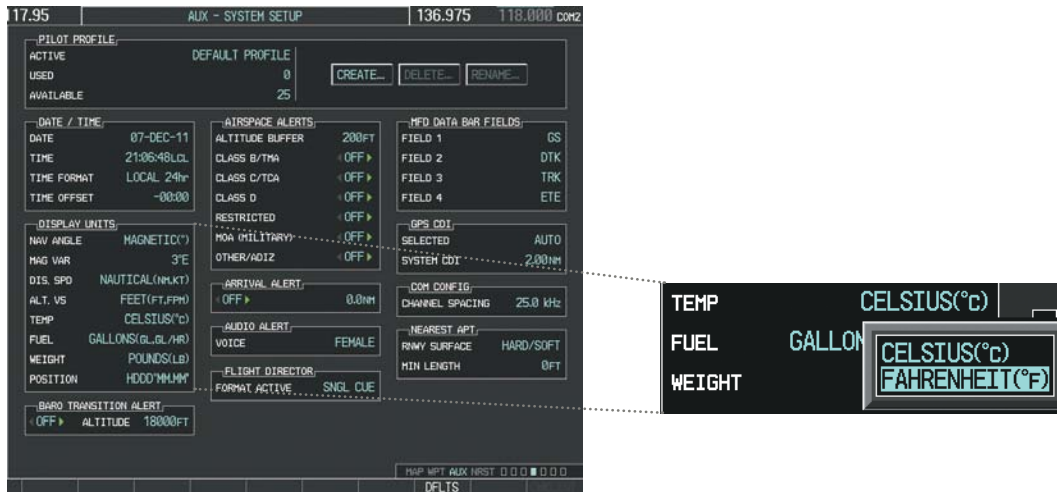 17.95 AUX - SYSTEM SETUP 136.975 118.000 COM2
PILOT PROFILE
ACTIVE DEFAULT PROFILE
USED 0 CREATE… DELETE… RENAME…
AVAILABLE 25
DATE / TIME
DATE 07-DEC-11
TIME 21:06:48LCL
TIME FORMAT LOCAL 24hr
TIME OFFSET -00:00
DISPLAY UNITS
NAV ANGLE MAGNETIC(°)
MAG VAR 3°E
DIS, SPD NAUTICAL(NM,KT)
ALT, VS FEET(FT,FPM)
TEMP CELSIUS(°C)
FUEL GALLONS(GL,GL/HR)
WEIGHT POUNDS(LB)
POSITION HDDD°MM.MM'
BARO TRANSITION ALERT
OFF ALTITUDE 18000FT
AIRSPACE ALERTS
ALTITUDE BUFFER 200FT
CLASS B/TMA OFF
CLASS C/TCA OFF
CLASS D OFF
RESTRICTED OFF
MOA (MILITARY) OFF
OTHER/ADIZ OFF
ARRIVAL ALERT
OFF 0.0NM
AUDIO ALERT
VOICE FEMALE
FLIGHT DIRECTOR
FORMAT ACTIVE SNGL CUE
MFD DATA BAR FIELDS
FIELD 1 GS
FIELD 2 DTK
FIELD 3 TRK
FIELD 4 ETE
GPS CDI
SELECTED AUTO
SYSTEM CDI 2.00NM
COM CONFIG
CHANNEL SPACING 25.0 kHz
NEAREST APT
RNWY SURFACE HARD/SOFT
MIN LENGTH 0FT
MAP WPT AUX NRST
DFLTS
TEMP CELSIUS(°C)
FUEL GALLON
WEIGHT
CELSIUS(°C)
FAHRENHEIT(°F)